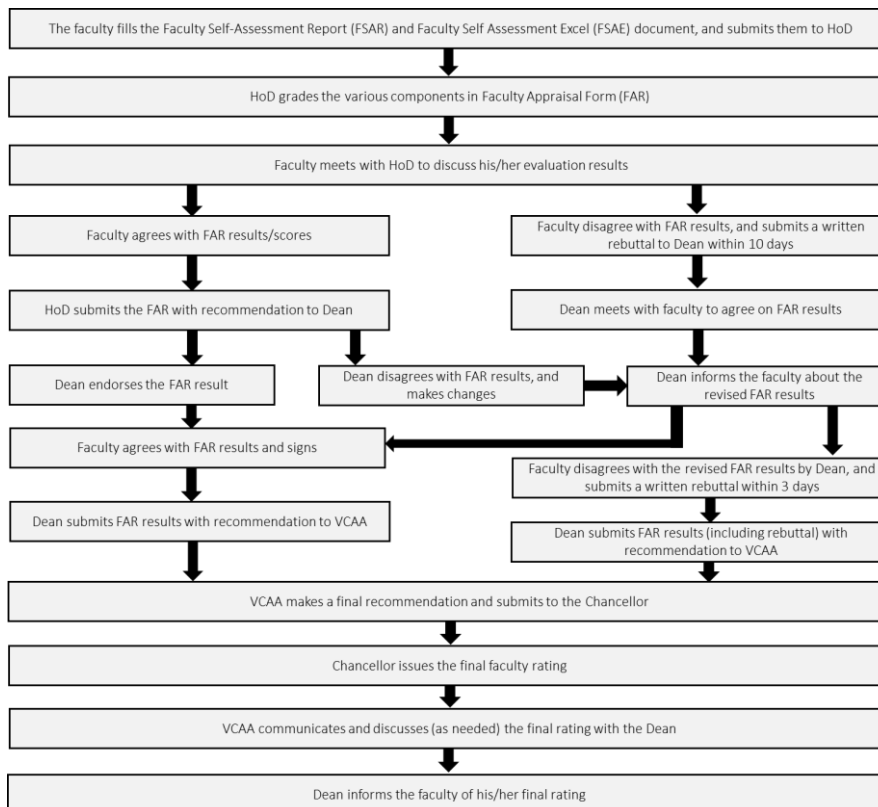 The faculty fills the Faculty Self-Assessment Report (FSAR) and Faculty Self Assessment Excel (FSAE) document, and submits them to HoD
HoD grades the various components in Faculty Appraisal Form (FAR)
Faculty meets with HoD to discuss his/her evaluation results
Faculty agrees with FAR results/scores
Faculty disagree with FAR results, and submits a written
rebuttal to Dean within 10 days
HoD submits the FAR with recommendation to Dean
Dean meets with faculty to agree on FAR results
Dean endorses the FAR result
Dean disagrees with FAR results, and
makes changes
Dean informs the faculty about the
revised FAR results
Faculty agrees with FAR results and signs
Faculty disagrees with the revised FAR results by Dean, and
submits a written rebuttal within 3 days
Dean submits FAR results with recommendation to VCAA
Dean submits FAR results (including rebuttal) with
recommendation to VCAA
VCAA makes a final recommendation and submits to the Chancellor
Chancellor issues the final faculty rating
VCAA communicates and discusses (as needed) the final rating with the Dean
Dean informs the faculty of his/her final rating